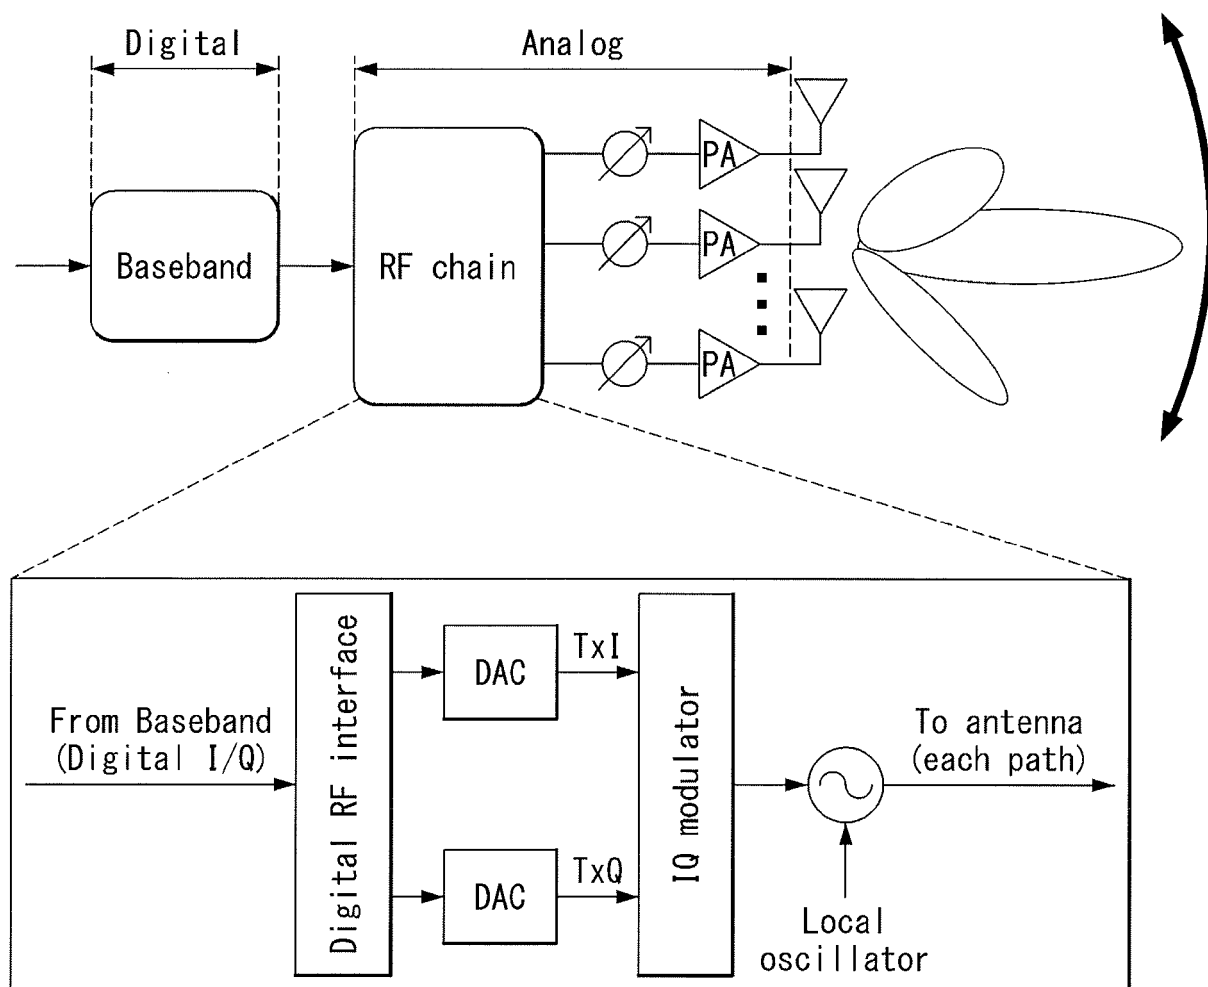 Digital
Analog
PA
PA
PA
Baseband
RF chain
From Baseband
(Digital I/Q)
Digital RF interface
DAC
TxI
DAC
TxQ
IQ modulator
To antenna
(each path)
Local
oscillator